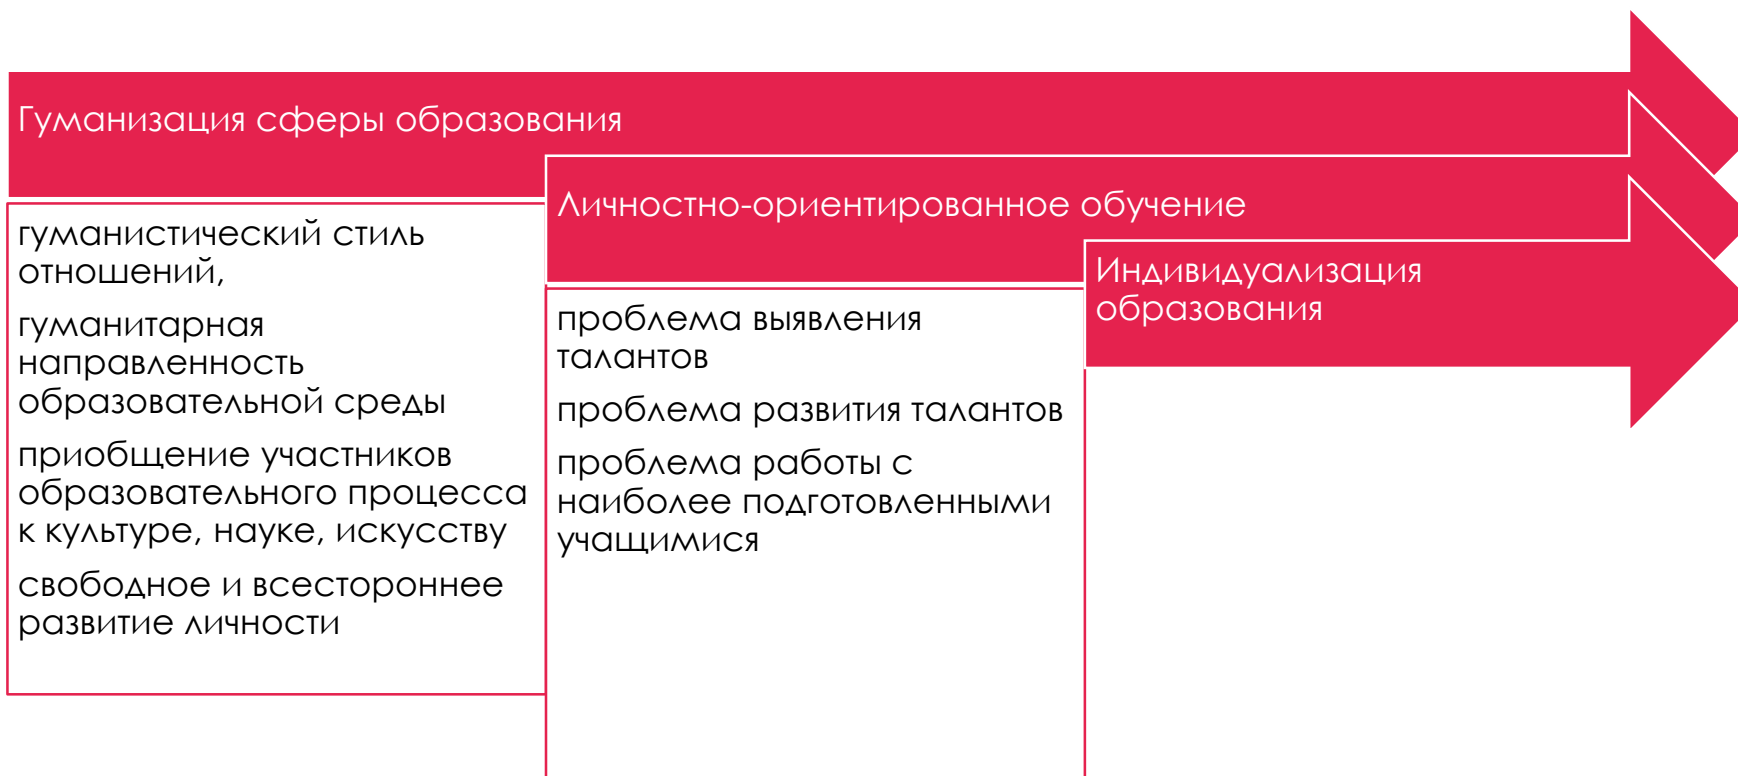 Гуманизация сферы образования
гуманистический стиль
отношений,
гуманитарная
направленность
образовательной среды
приобщение участников
образовательного процесса
к культуре, науке, искусству
свободное и всестороннее
развитие личности
Личностно-ориентированное обучение
проблема выявления
талантов
проблема развития талантов
проблема работы с
наиболее подготовленными
учащимися
Индивидуализация
образования